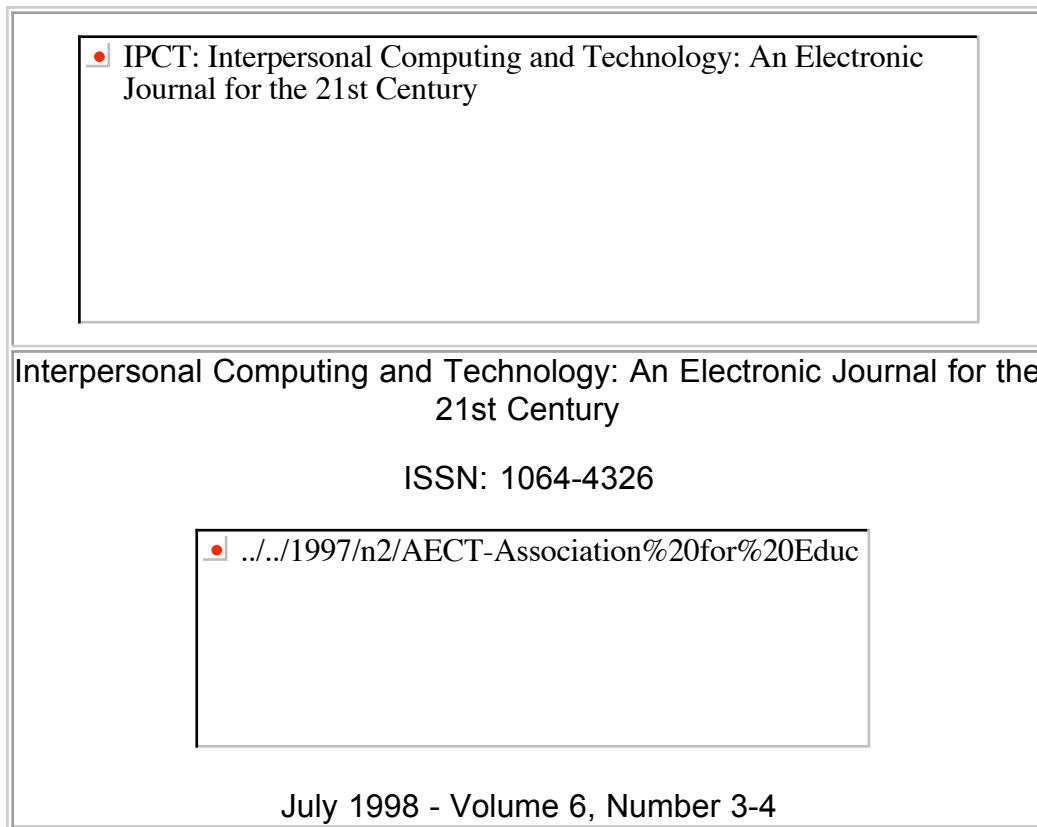 IPCT: Interpersonal Computing and Technology: An Electronic
Journal for the 21st Century
Interpersonal Computing and Technology: An Electronic Journal for the
21st Century
ISSN: 1064-4326
../../1997/n2/AECT-Association%20for%20Educ
July 1998 - Volume 6, Number 3-4